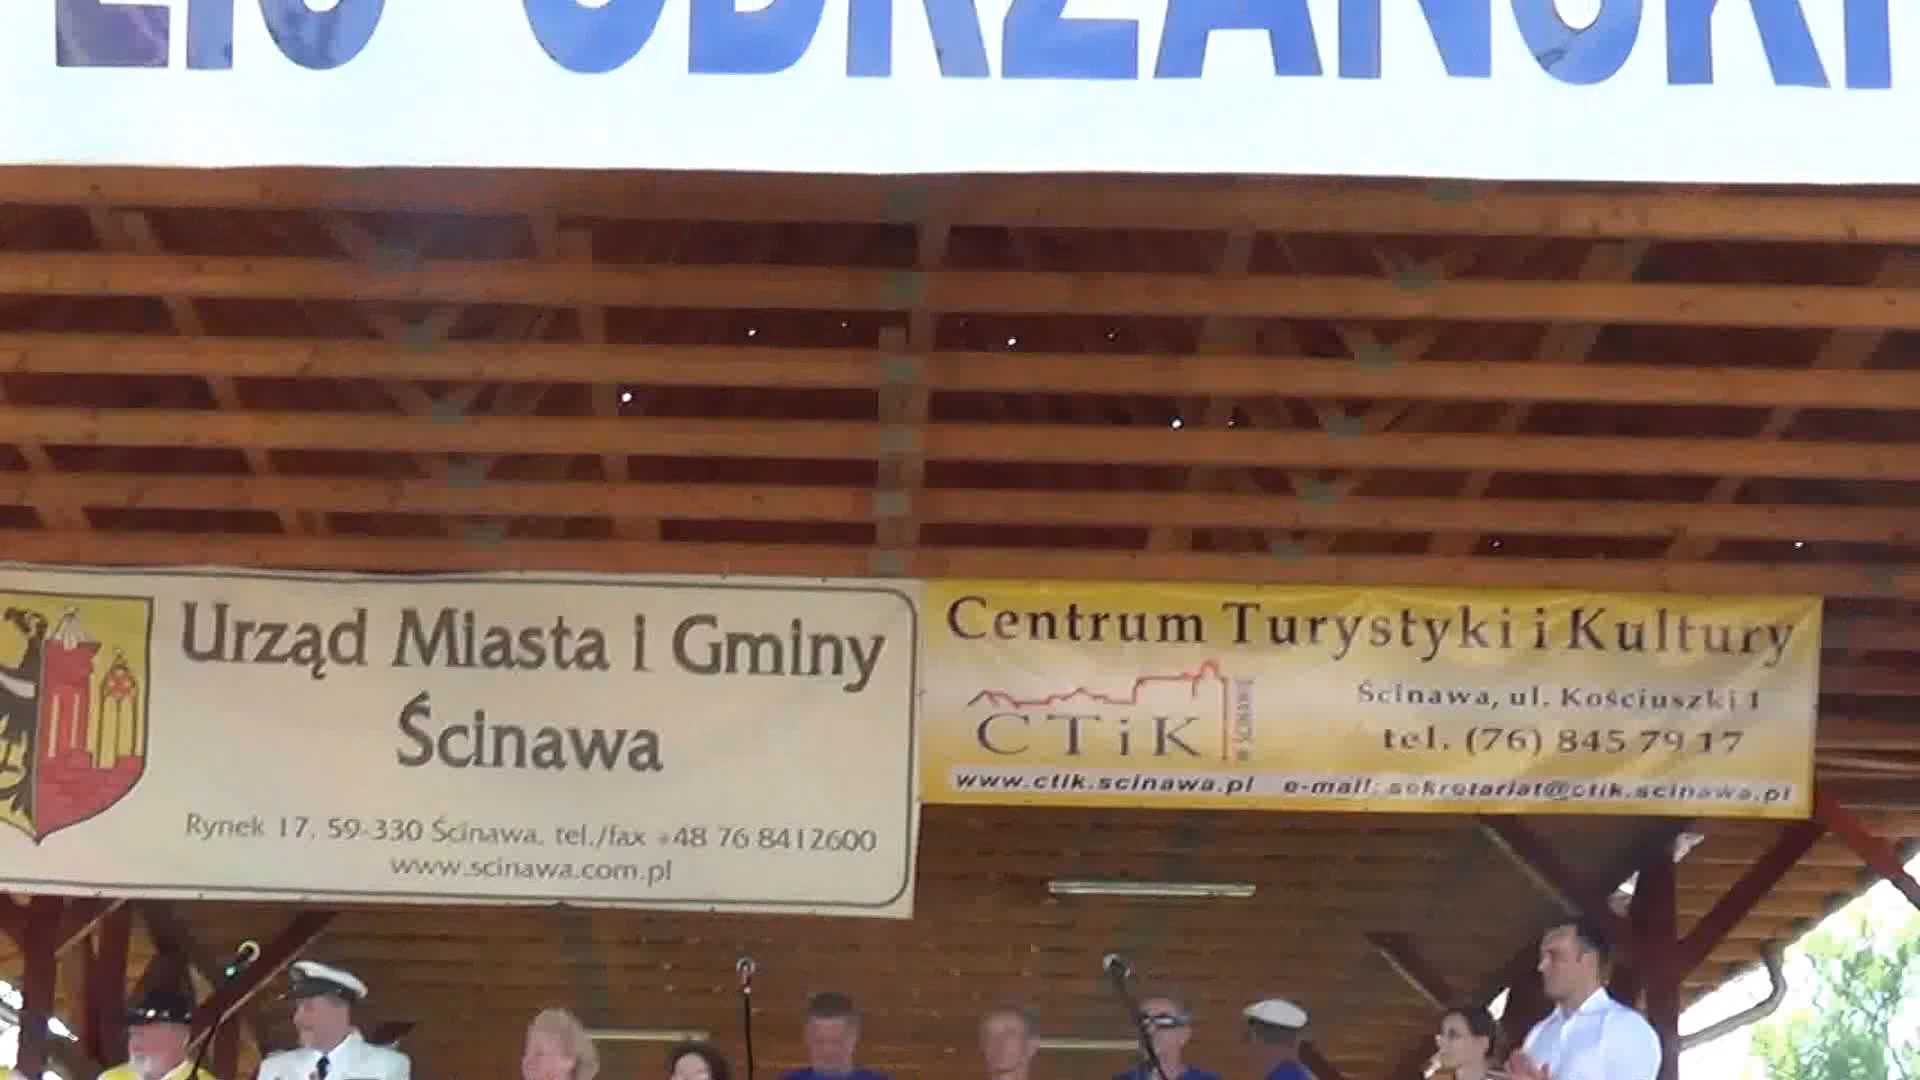 Urząd Miasta i Gminy
Ścinawa
Rynek 17, 59-330 Ścinawa, tel./fax +48 76 8412600
www.scinawa.com.pl
Centrum Turystyki i Kultury
CTiK
Ścinawa, ul. Kościuszki 1
tel. (76) 845 79 17
www.ctik.scinawa.pl e-mail: sekretariat@ctik.scinawa.pl